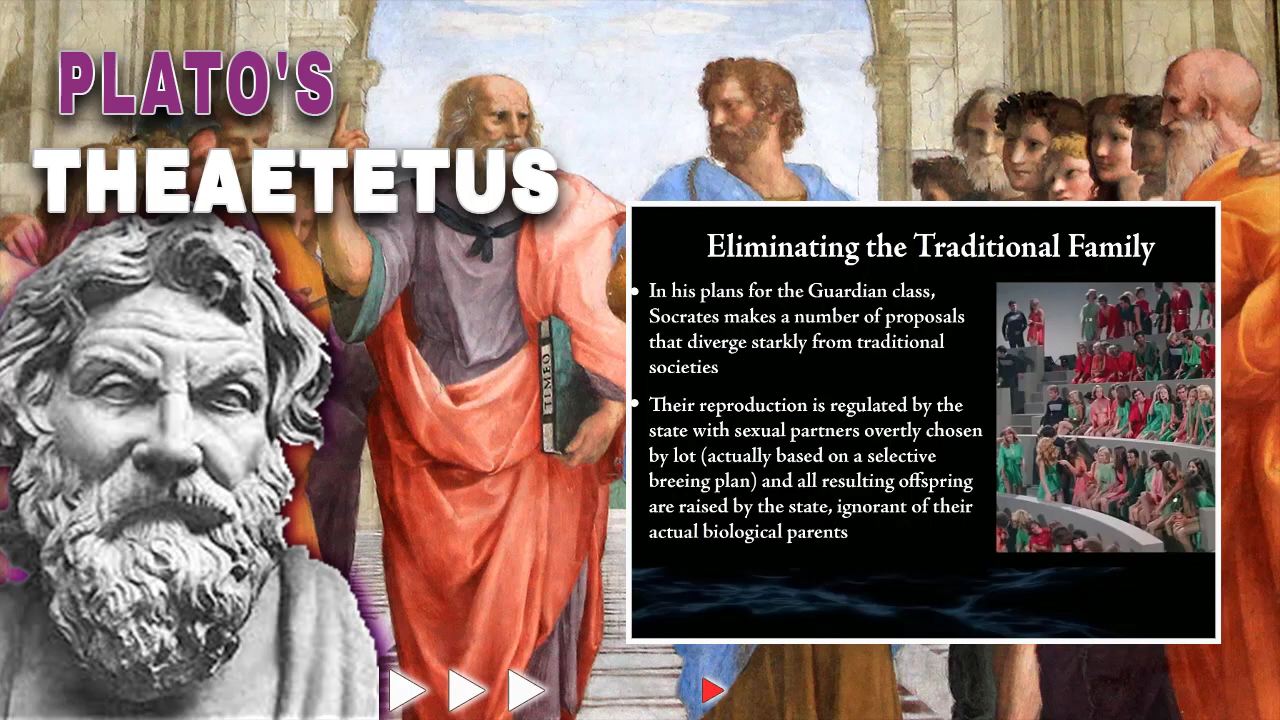 PLATO'S
THEAETETUS
TIMEO
Eliminating the Traditional Family
• In his plans for the Guardian class,
Socrates makes a number of proposals
that diverge starkly from traditional
societies
• Their reproduction is regulated by the
state with sexual partners overtly chosen
by lot (actually based on a selective
breeing plan) and all resulting offspring
are raised by the state, ignorant of their
actual biological parents